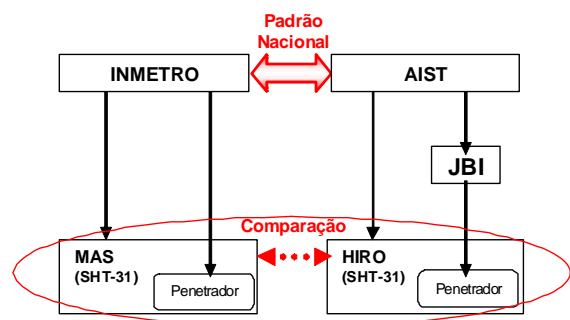 Padrão
Nacional
INMETRO
AIST
JBI
Comparação
MAS
(SHT-31)
Penetrador
HIRO
(SHT-31)
Penetrador